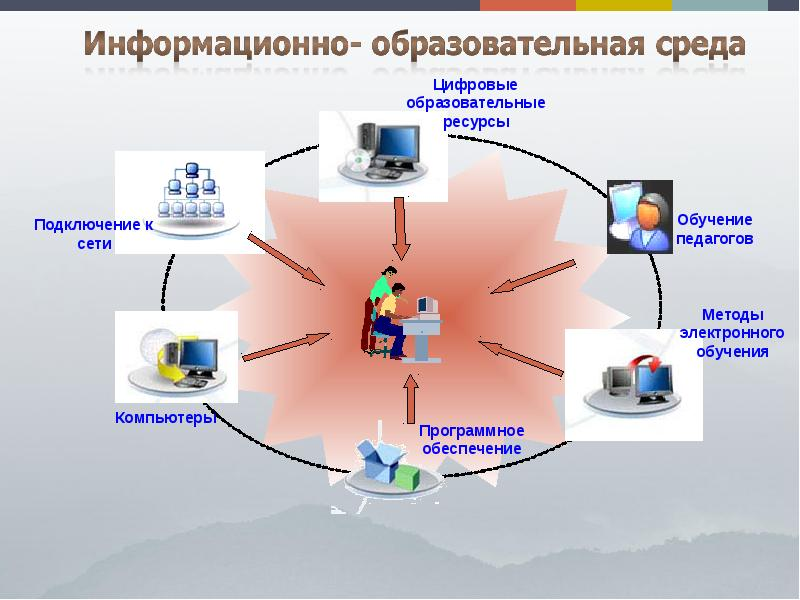 Информационно- образовательная среда
Цифровые
образовательные
ресурсы
Подключение к
сети
Обучение
педагогов
Методы
электронного
обучения
Компьютеры
Программное
обеспечение